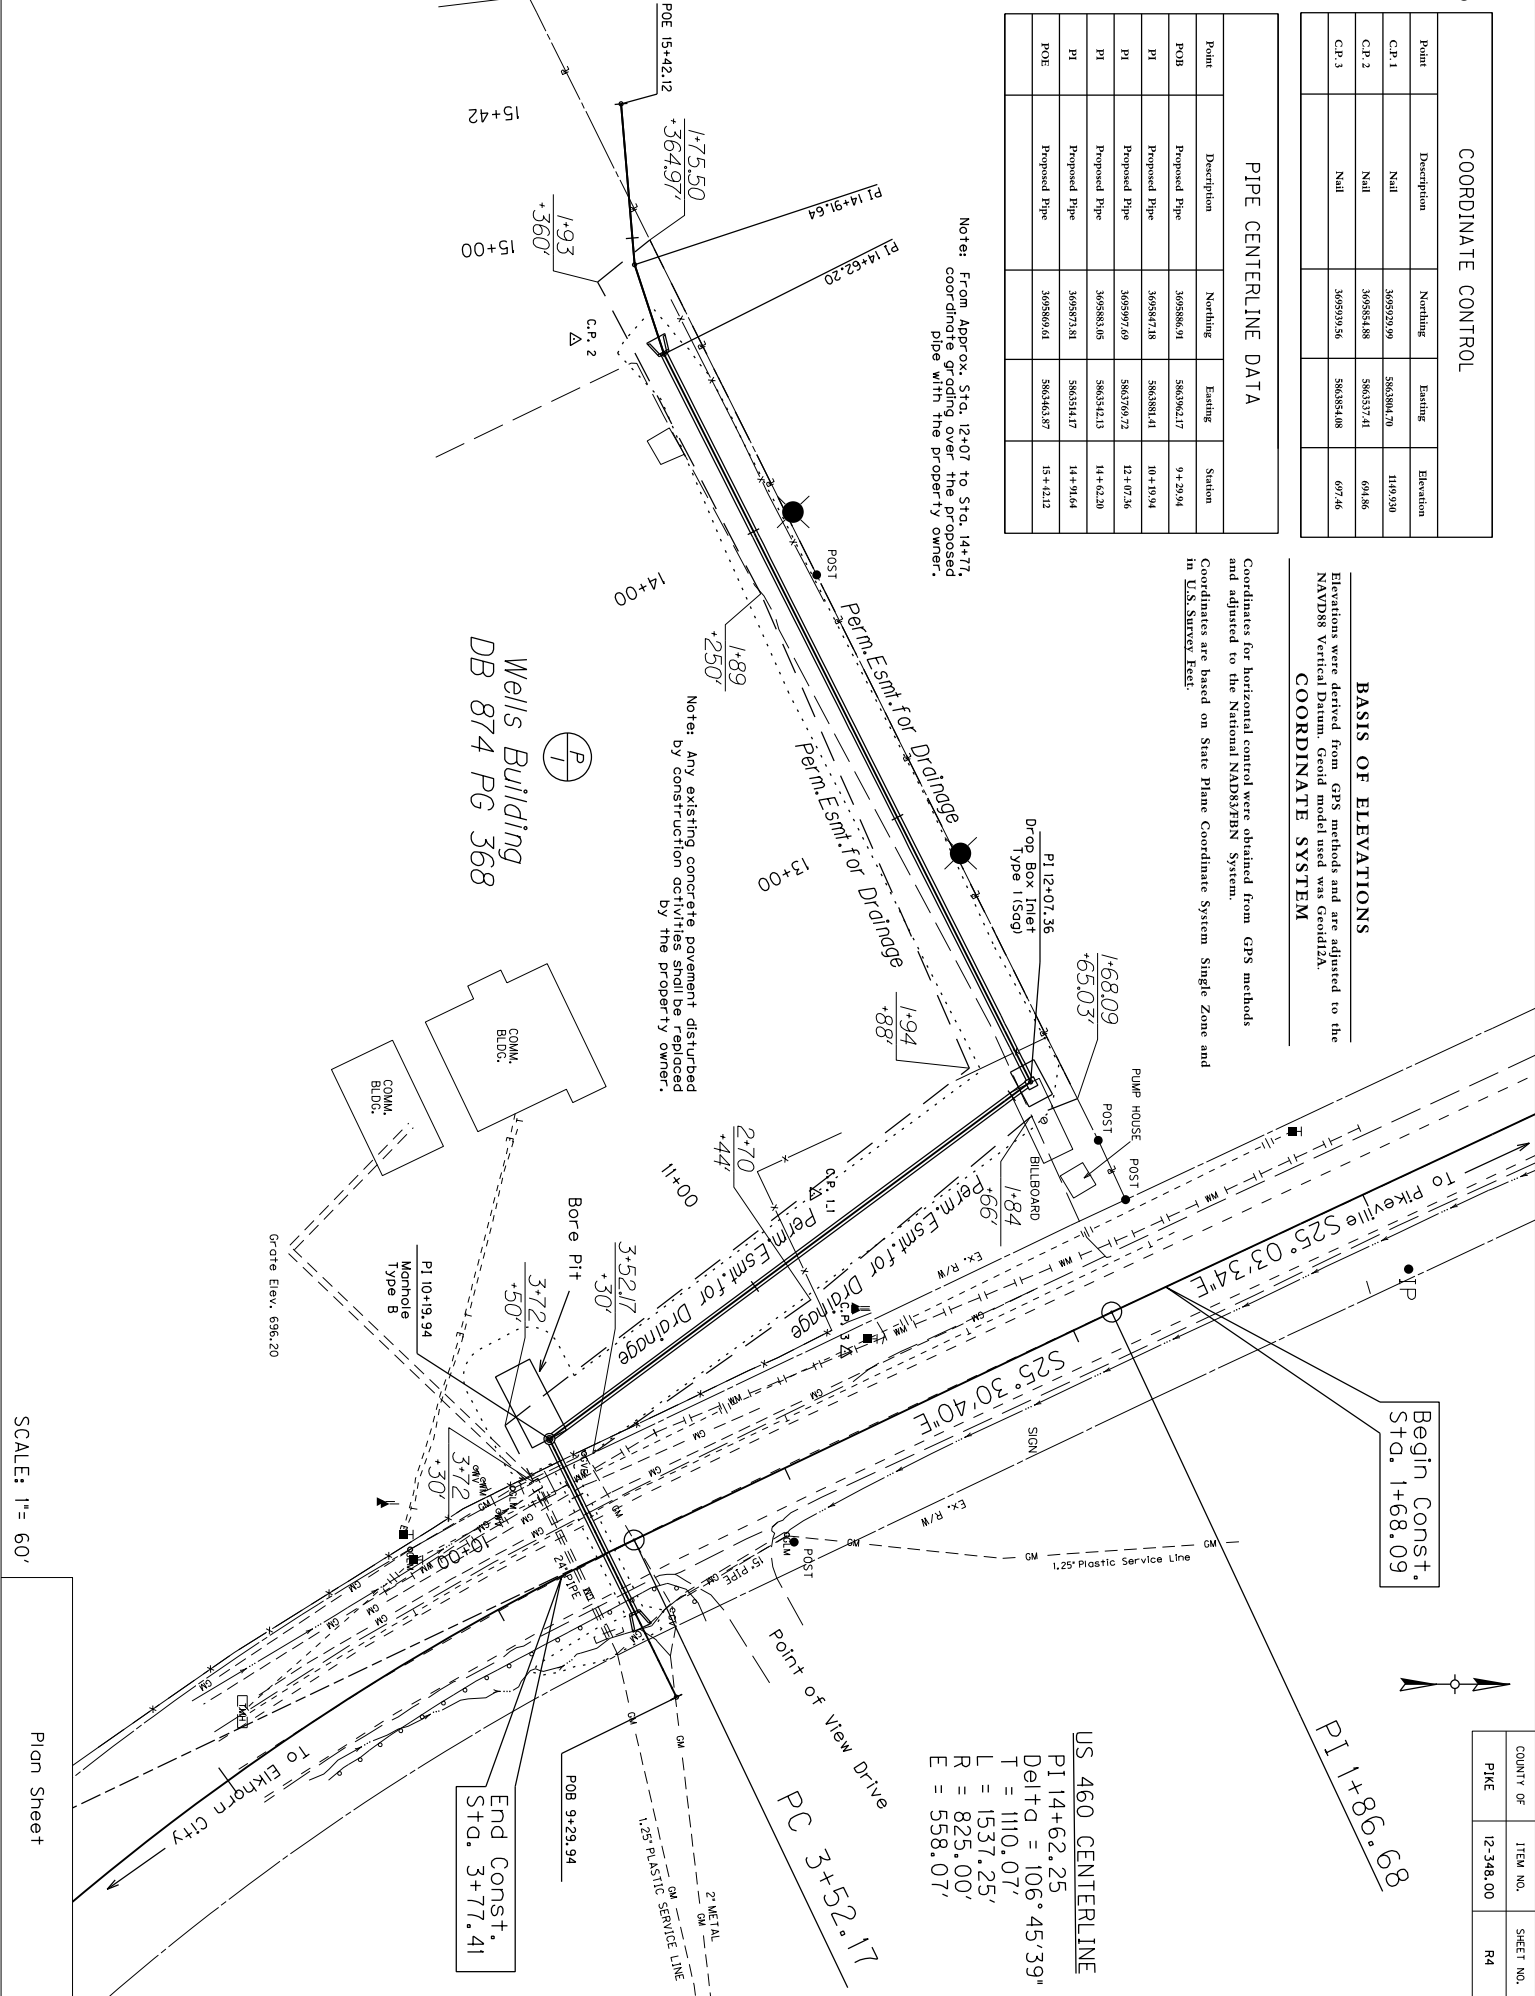 COUNTY OF
ITEM NO.
SHEET NO.
PIKE
12-348.00
R4
COORDINATE CONTROL
Point Description Northing Easting Elevation
C.P. 1 Nail 3695929.99 5863804.70 1149.930
C.P. 2 Nail 3695854.88 5863537.41 694.86
C.P. 3 Nail 3695939.56 5863854.08 697.46
PIPE CENTERLINE DATA
Point Description Northing Easting Station
POB Proposed Pipe 3695886.91 5863962.17 9+29.94
PI Proposed Pipe 3695847.18 5863881.41 10+19.94
PI Proposed Pipe 3695997.69 5863769.72 12+07.36
PI Proposed Pipe 3695883.05 5863542.13 14+62.20
PI Proposed Pipe 3695873.81 5863514.17 14+91.64
POE Proposed Pipe 3695869.61 5863463.87 15+42.12
BASIS OF ELEVATIONS
Elevations were derived from GPS methods and are adjusted to the
NAVD88 Vertical Datum. Geoid model used was Geoid12A.
COORDINATE SYSTEM
Coordinates for horizontal control were obtained from GPS methods
and adjusted to the National NAD83/FBN System.
Coordinates are based on State Plane Coordinate System Single Zone and
in U.S. Survey Feet.
Note: From Approx. Sta. 12+07 to Sta. 14+77,
coordinate grading over the proposed
pipe with the property owner.
POE 15+42.12
1+75.50
+364.97'
PI 14+91.64
PI 14+62.20
15+42
15+00
1+93
+360'
C.P. 2
14+00
1+89
+250'
POST
Perm.Esmt.for Drainage
Perm.Esmt.for Drainage
13+00
PI 12+07.36
Drop Box Inlet
Type 1 (Sag)
1+68.09
+65.03'
1+94
+88'
PUMP HOUSE
POST
POST
BILLBOARD
1+84
+66'
Note: Any existing concrete pavement disturbed
by construction activities shall be replaced
by the property owner.
P
1
Wells Building
DB 874 PG 368
COMM.
BLDG.
COMM.
BLDG.
2+70
+44'
C.P. 1
11+00
Perm.Esmt.for Drainage
Perm.Esmt.for Drainage
Ex. R/W
C.P. 3
To Pikeville
S25° 03'34"E
S25° 30'40"E
Begin Const.
Sta. 1+68.09
SIGN
Ex. R/W
Bore Pit
3+52.17
+30'
3+72
+50'
3+72
+30'
PI 10+19.94
Manhole
Type B
Grate Elev. 696.20
10+00
24" PIPE
15" PIPE
POST
1.25" Plastic Service Line
Point of View Drive
PI 1+86.68
PC 3+52.17
US 460 CENTERLINE
PI 14+62.25
Delta = 106° 45'39"
T = 1110.07'
L = 1537.25'
R = 825.00'
E = 558.07'
POB 9+29.94
End Const.
Sta. 3+77.41
2" METAL
1.25" PLASTIC SERVICE LINE
To Elkhorn City
SCALE: 1"= 60'
Plan Sheet